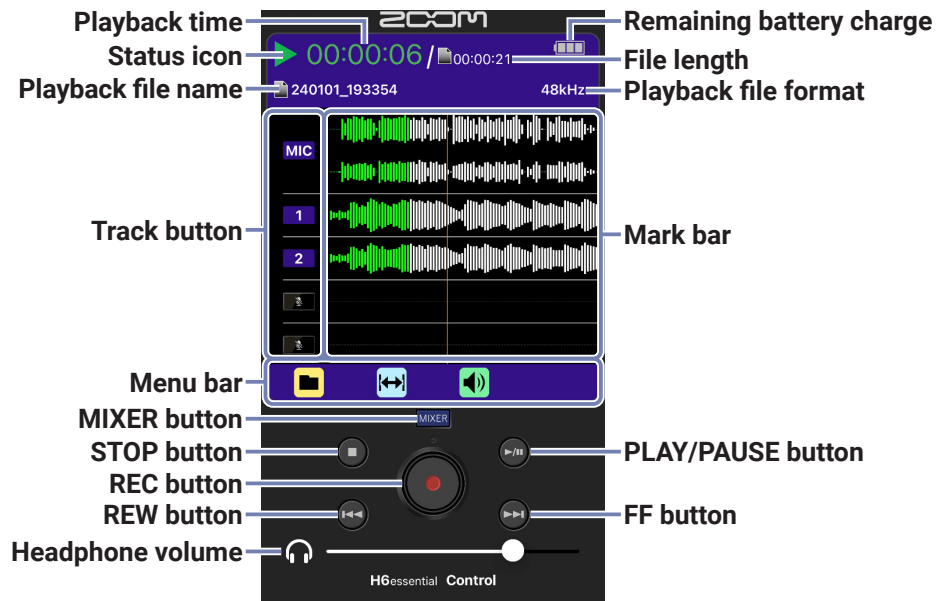 Playback time
Status icon
Playback file name
Track button
Menu bar
MIXER button
STOP button
REC button
REW button
Headphone volume
ZOOM
00:00:06 / 00:00:21
240101_193354 48kHz
MIC
1
2
MIXER
H6essential Control
Remaining battery charge
File length
Playback file format
Mark bar
PLAY/PAUSE button
FF button